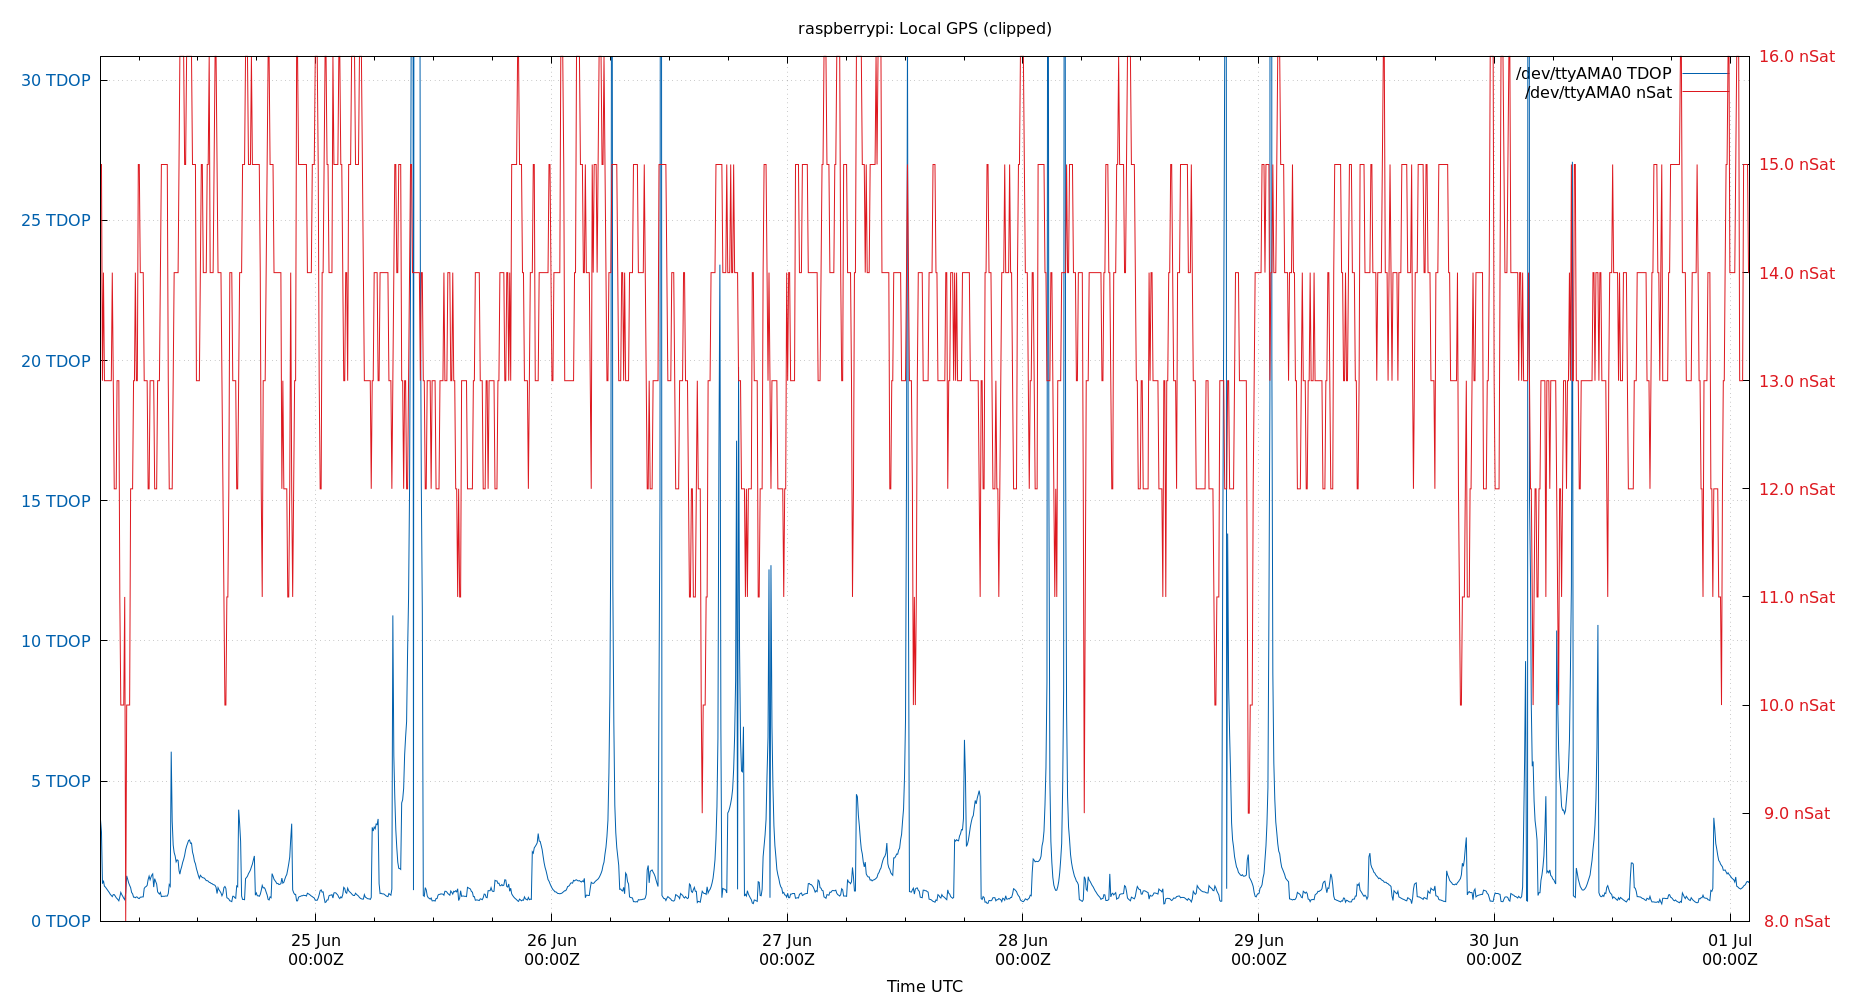 raspberrypi: Local GPS (clipped)
30 TDOP
25 TDOP
20 TDOP
15 TDOP
10 TDOP
5 TDOP
0 TDOP
16.0 nSat
15.0 nSat
14.0 nSat
13.0 nSat
12.0 nSat
11.0 nSat
10.0 nSat
9.0 nSat
8.0 nSat
/dev/ttyAMA0 TDOP
/dev/ttyAMA0 nSat
25 Jun
00:00Z
26 Jun
00:00Z
27 Jun
00:00Z
28 Jun
00:00Z
29 Jun
00:00Z
30 Jun
00:00Z
01 Jul
00:00Z
Time UTC